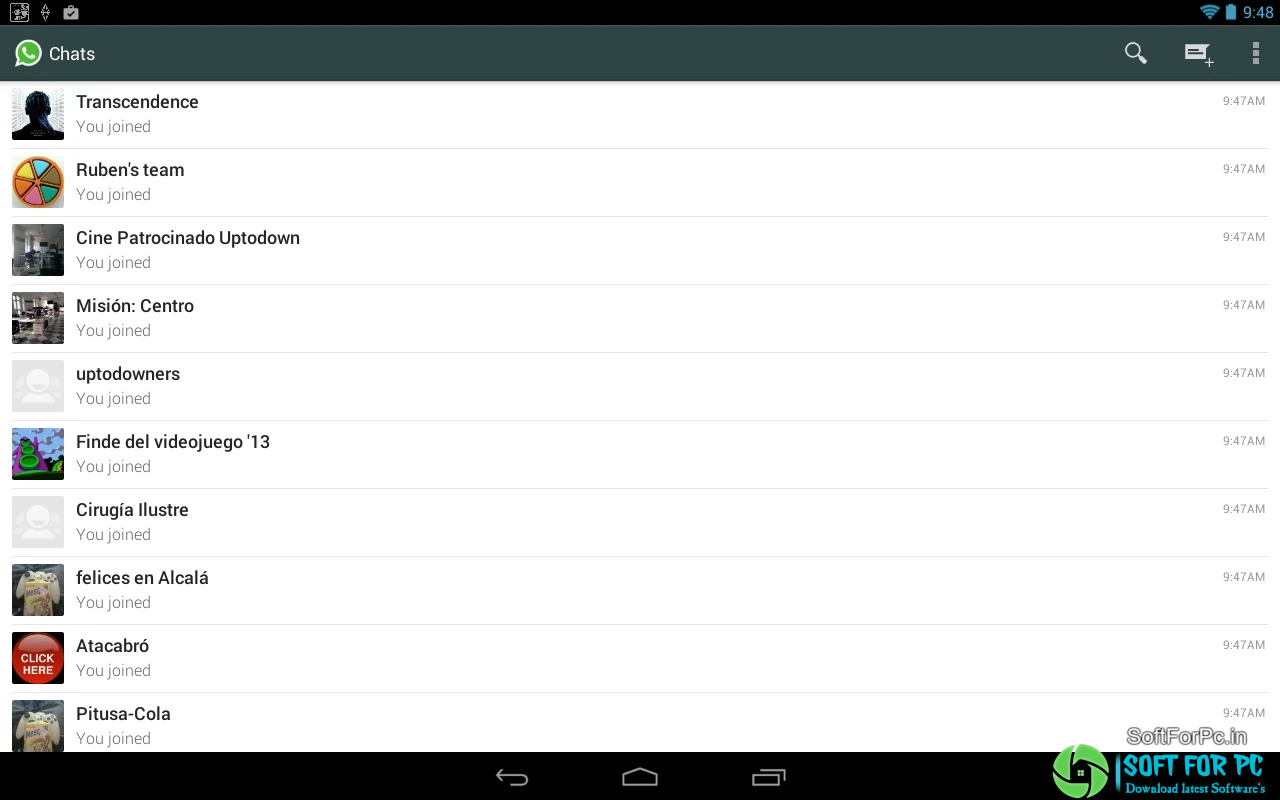 9:48
Chats
Transcendence
9:47AM
You joined
Ruben's team
9:47AM
You joined
Cine Patrocinado Uptodown
9:47AM
You joined
Misión: Centro
9:47AM
You joined
uptodowners
9:47AM
You joined
Finde del videojuego '13
9:47AM
You joined
Cirugía Ilustre
9:47AM
You joined
felices en Alcalá
9:47AM
You joined
Atacabró
9:47AM
CLICK
HERE
You joined
Pitusa-Cola
9:47AM
You joined
SoftForPc.in
SOFT FOR PC
Download latest Software's